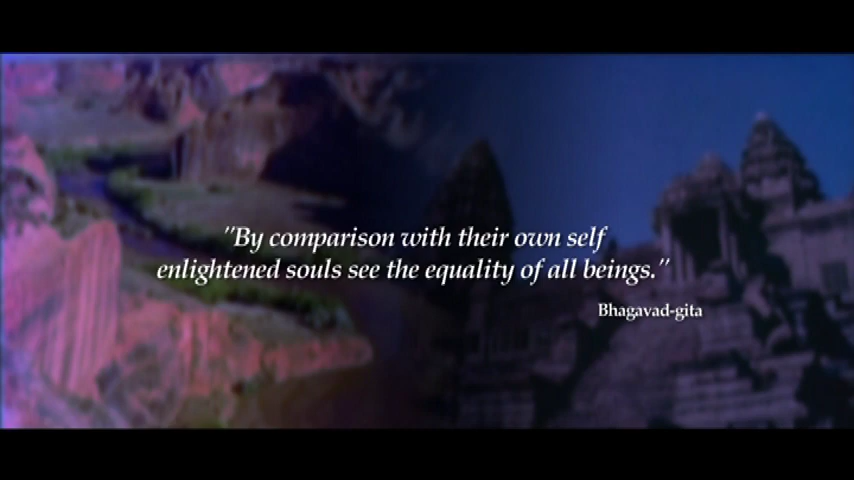 "By comparison with their own self
enlightened souls see the equality of all beings."
Bhagavad-gita